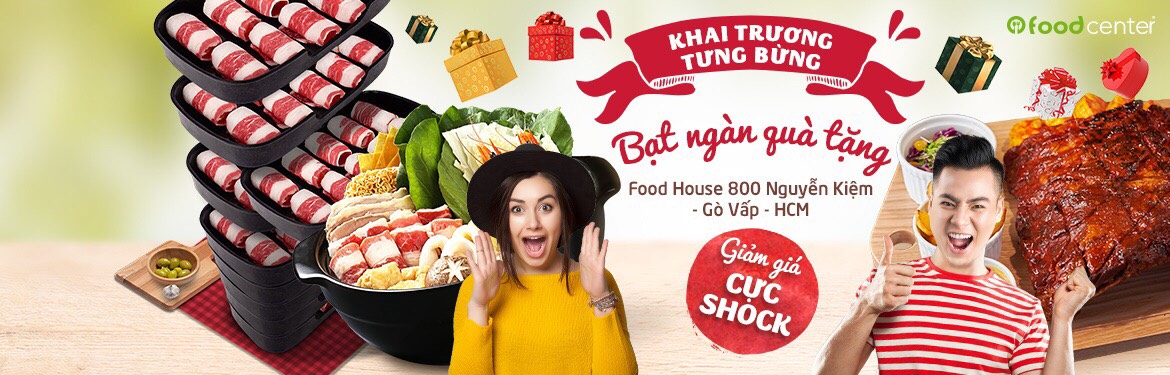 foodcenter
KHAI TRƯƠNG
TƯNG BỪNG
Bạt ngàn quà tặng
Food House 800 Nguyễn Kiệm
- Gò Vấp - HCM
Giảm giá
CỰC
SHOCK